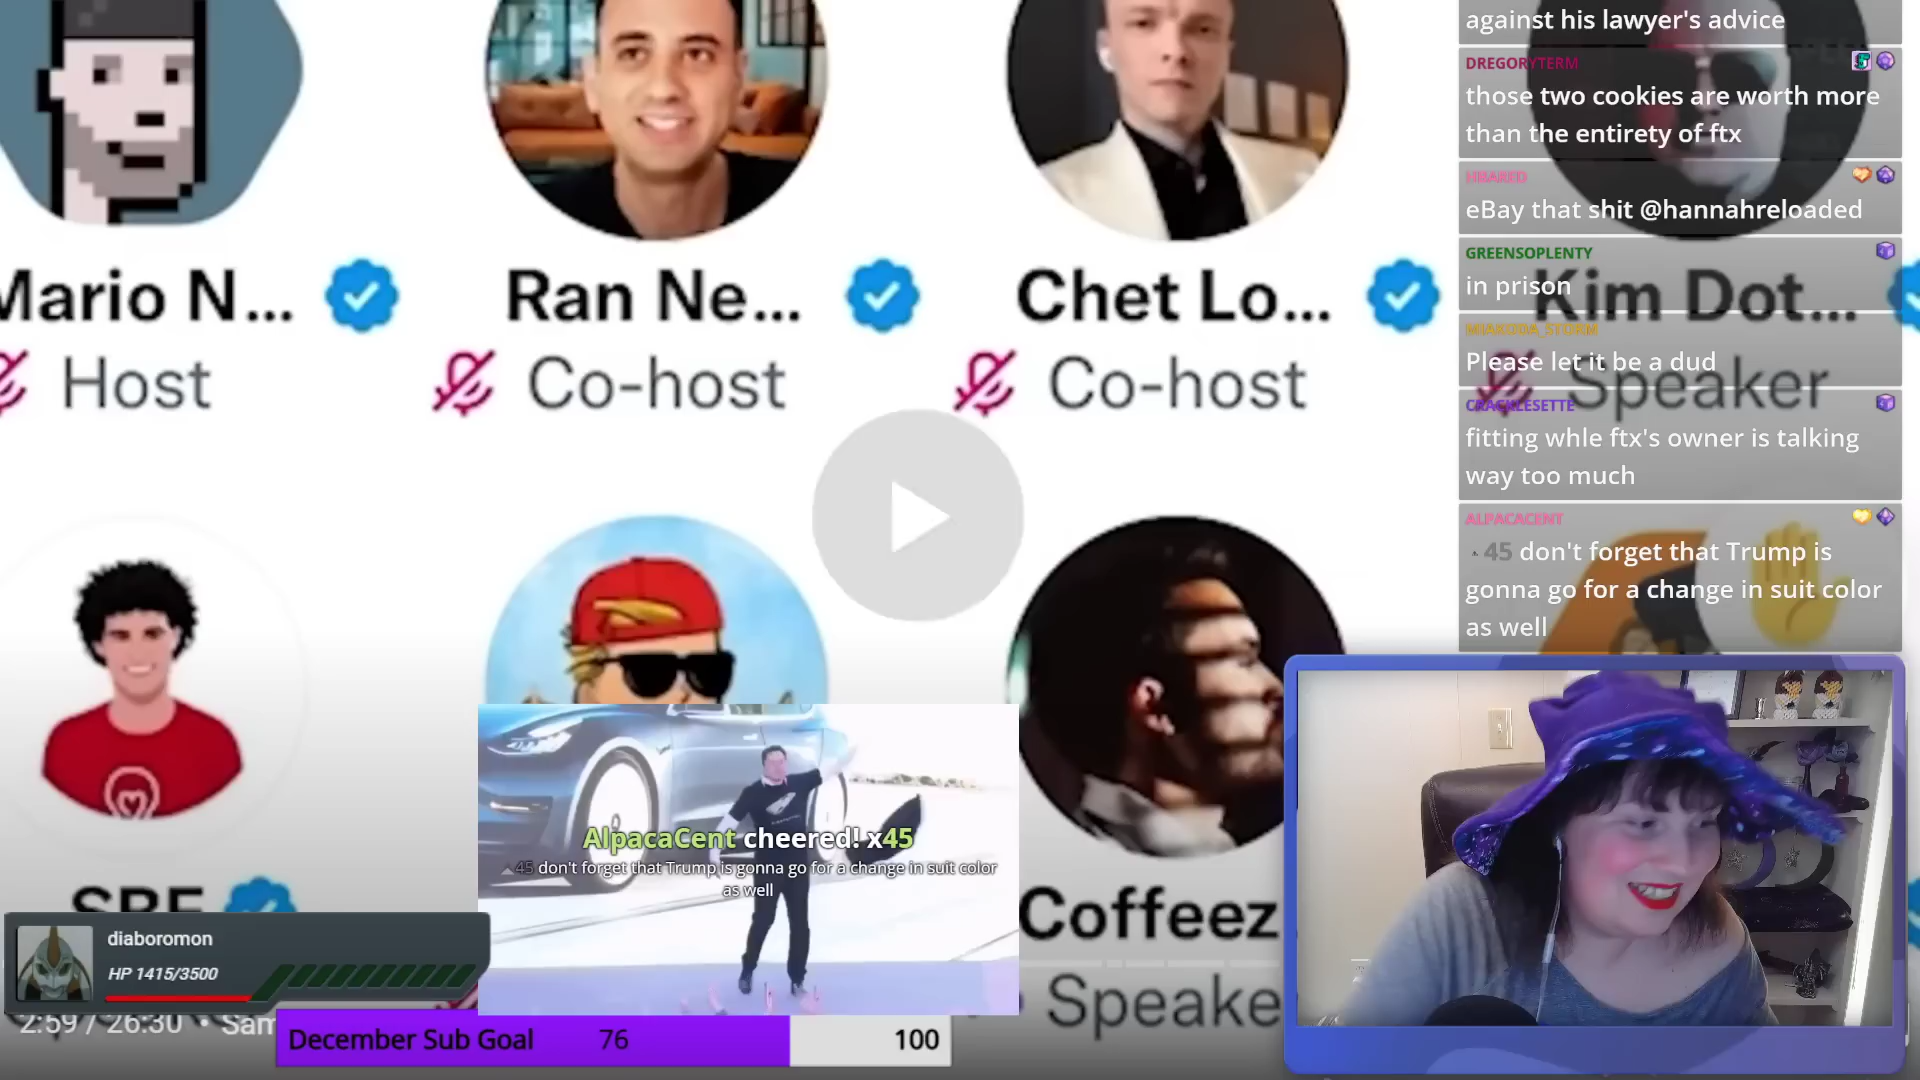 Mario N...
Host
Ran Ne...
Co-host
Chet Lo...
Co-host
Kim Dot...
Speaker
SBF
Coffeez
Speake
against his lawyer's advice
DREGORYTERM
those two cookies are worth more
than the entirety of ftx
eBay that shit @hannahreloaded
GREENSOPLENTY
in prison
MIAKODA_STORM
Please let it be a dud
CRACKLESETTE
fitting whle ftx's owner is talking
way too much
ALPACACENT
45 don't forget that Trump is
gonna go for a change in suit color
as well
AlpacaCent cheered! x45
45 don't forget that Trump is gonna go for a change in suit color
as well
diaboromon
HP 1415/3500
2:59 / 26:30 • Sam
December Sub Goal 76 100